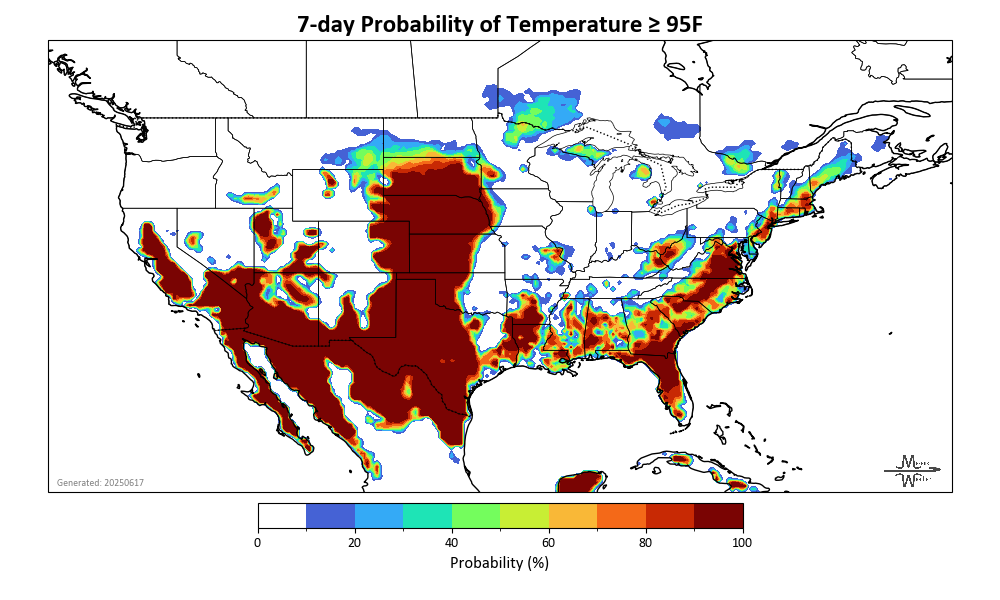 7-day Probability of Temperature ≥ 95F
Generated: 20250617
0 20 40 60 80 100
Probability (%)